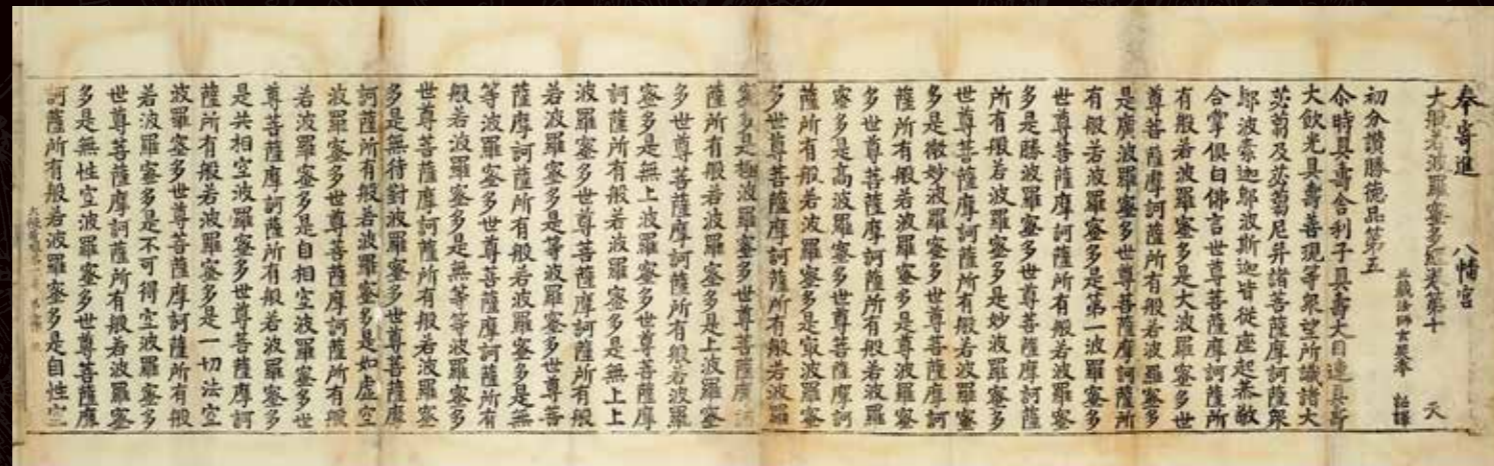 奉寄進 八幡宮
大般若波羅蜜多經卷第十 天
三藏法師玄奘奉 詔譯
初分讚勝德品第五
尒時具壽舍利子具壽大目連具壽
大飲光具壽善現等衆望所識諸大
苾芻及苾芻尼并諸菩薩摩訶薩衆
鄔波索迦鄔波斯迦皆從座起恭敬
合掌俱白佛言世尊菩薩摩訶薩所
有般若波羅蜜多是大波羅蜜多世
尊菩薩摩訶薩所有般若波羅蜜多
是廣波羅蜜多世尊菩薩摩訶薩所
有般若波羅蜜多是第一波羅蜜多
世尊菩薩摩訶薩所有般若波羅蜜
多是勝波羅蜜多世尊菩薩摩訶薩
所有般若波羅蜜多是妙波羅蜜多
世尊菩薩摩訶薩所有般若波羅蜜
多是微妙波羅蜜多世尊菩薩摩訶
薩所有般若波羅蜜多是尊波羅蜜
多世尊菩薩摩訶薩所有般若波羅
蜜多是高波羅蜜多世尊菩薩摩訶
薩所有般若波羅蜜多是㝡波羅蜜
多世尊菩薩摩訶薩所有般若波羅
蜜多是極波羅蜜多世尊菩薩摩訶
薩所有般若波羅蜜多是上波羅蜜
多世尊菩薩摩訶薩所有般若波羅
蜜多是無上波羅蜜多世尊菩薩摩
訶薩所有般若波羅蜜多是無上上
波羅蜜多世尊菩薩摩訶薩所有般
若波羅蜜多是等波羅蜜多世尊菩
薩摩訶薩所有般若波羅蜜多是無
等波羅蜜多世尊菩薩摩訶薩所有
般若波羅蜜多是無等等波羅蜜多
世尊菩薩摩訶薩所有般若波羅蜜
多是無待對波羅蜜多世尊菩薩摩
訶薩所有般若波羅蜜多是如虛空
波羅蜜多世尊菩薩摩訶薩所有般
若波羅蜜多是自相空波羅蜜多世
尊菩薩摩訶薩所有般若波羅蜜多
是共相空波羅蜜多世尊菩薩摩訶
薩所有般若波羅蜜多是一切法空
波羅蜜多世尊菩薩摩訶薩所有般
若波羅蜜多是不可得空波羅蜜多
世尊菩薩摩訶薩所有般若波羅蜜
多是無性空波羅蜜多世尊菩薩摩
訶薩所有般若波羅蜜多是自性空